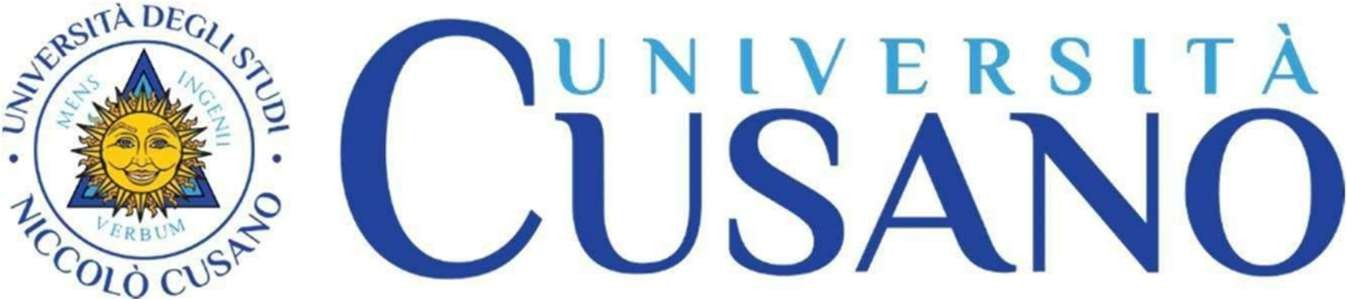 UNIVERSITÀ DEGLI STUDI
NICCOLÒ CUSANO
MENS
INGENII
VERBUM
UNIVERSITÀ
CUSANO